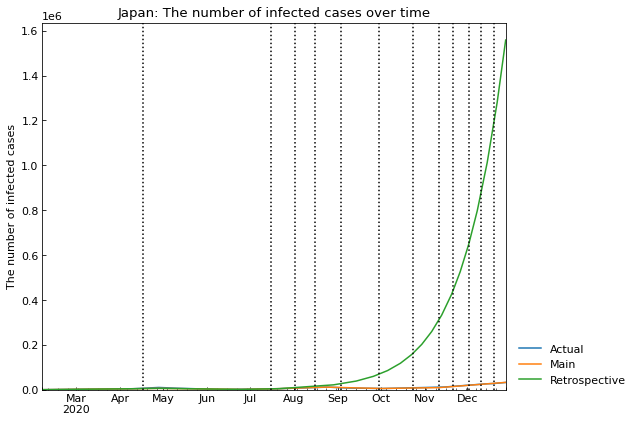 Japan: The number of infected cases over time
1e6
1.6
1.4
1.2
1.0
0.8
0.6
0.4
0.2
0.0
The number of infected cases
Mar Apr May Jun Jul Aug Sep Oct Nov Dec
2020
Actual
Main
Retrospective